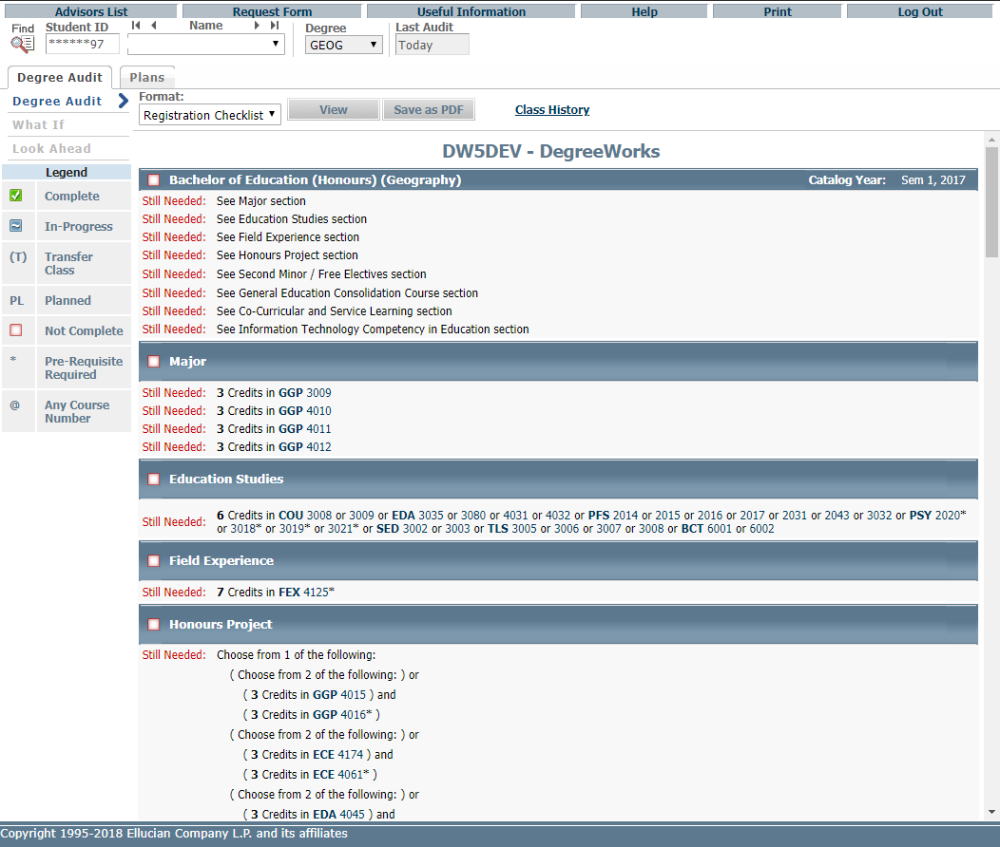 Advisors List Request Form Useful Information Help Print Log Out
Find Student ID Name Degree Last Audit
******97 GEOG Today
Degree Audit Plans
Degree Audit Format:
Registration Checklist View Save as PDF Class History
What If
Look Ahead
Legend
Complete
In-Progress
(T) Transfer
Class
PL Planned
Not Complete
* Pre-Requisite
Required
@ Any Course
Number
DW5DEV - DegreeWorks
Bachelor of Education (Honours) (Geography) Catalog Year: Sem 1, 2017
Still Needed: See Major section
Still Needed: See Education Studies section
Still Needed: See Field Experience section
Still Needed: See Honours Project section
Still Needed: See Second Minor / Free Electives section
Still Needed: See General Education Consolidation Course section
Still Needed: See Co-Curricular and Service Learning section
Still Needed: See Information Technology Competency in Education section
Major
Still Needed: 3 Credits in GGP 3009
Still Needed: 3 Credits in GGP 4010
Still Needed: 3 Credits in GGP 4011
Still Needed: 3 Credits in GGP 4012
Education Studies
Still Needed: 6 Credits in COU 3008 or 3009 or EDA 3035 or 3080 or 4031 or 4032 or PFS 2014 or 2015 or 2016 or 2017 or 2031 or 2043 or 3032 or PSY 2020*
or 3018* or 3019* or 3021* or SED 3002 or 3003 or TLS 3005 or 3006 or 3007 or 3008 or BCT 6001 or 6002
Field Experience
Still Needed: 7 Credits in FEX 4125*
Honours Project
Still Needed: Choose from 1 of the following:
( Choose from 2 of the following: ) or
( 3 Credits in GGP 4015 ) and
( 3 Credits in GGP 4016* )
( Choose from 2 of the following: ) or
( 3 Credits in ECE 4174 ) and
( 3 Credits in ECE 4061* )
( Choose from 2 of the following: ) or
( 3 Credits in EDA 4045 ) and
Copyright 1995-2018 Ellucian Company L.P. and its affiliates